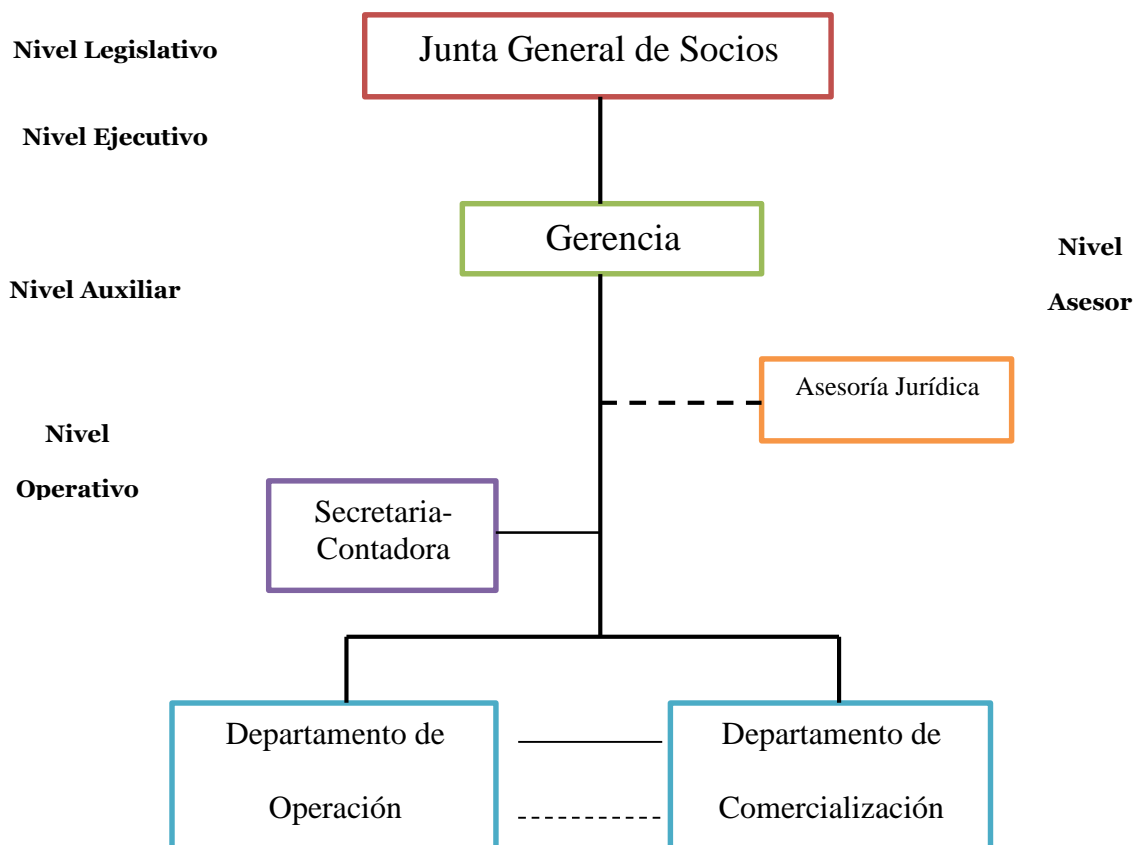 Nivel Legislativo
Junta General de Socios
Nivel Ejecutivo
Gerencia
Nivel
Asesor
Nivel Auxiliar
Asesoría Jurídica
Nivel
Operativo
Secretaria-
Contadora
Departamento de
Operación
Departamento de
Comercialización